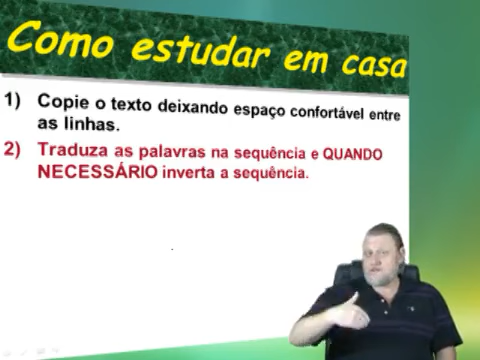 Como estudar em casa
1) Copie o texto deixando espaço confortável entre
as linhas.
2) Traduza as palavras na sequência e QUANDO
NECESSÁRIO inverta a sequência.